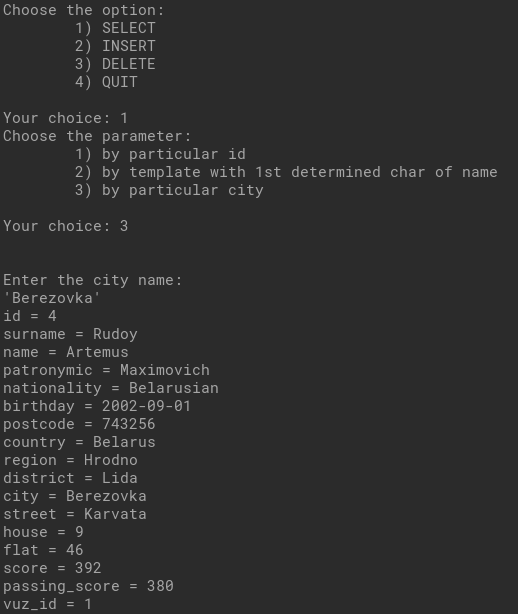 Choose the option:
1) SELECT
2) INSERT
3) DELETE
4) QUIT
Your choice: 1
Choose the parameter:
1) by particular id
2) by template with 1st determined char of name
3) by particular city
Your choice: 3
Enter the city name:
'Berezovka'
id = 4
surname = Rudoy
name = Artemus
patronymic = Maximovich
nationality = Belarusian
birthday = 2002-09-01
postcode = 743256
country = Belarus
region = Hrodno
district = Lida
city = Berezovka
street = Karvata
house = 9
flat = 46
score = 392
passing_score = 380
vuz_id = 1